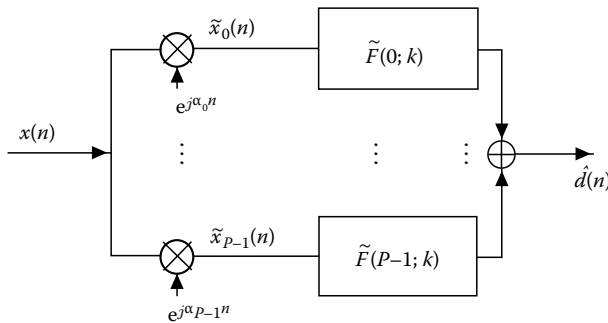 x̃₀(n)
F̃(0; k)
e^{jα₀n}
x(n)
d̂(n)
x̃_{P−1}(n)
F̃(P−1; k)
e^{jα_{P−1}n}